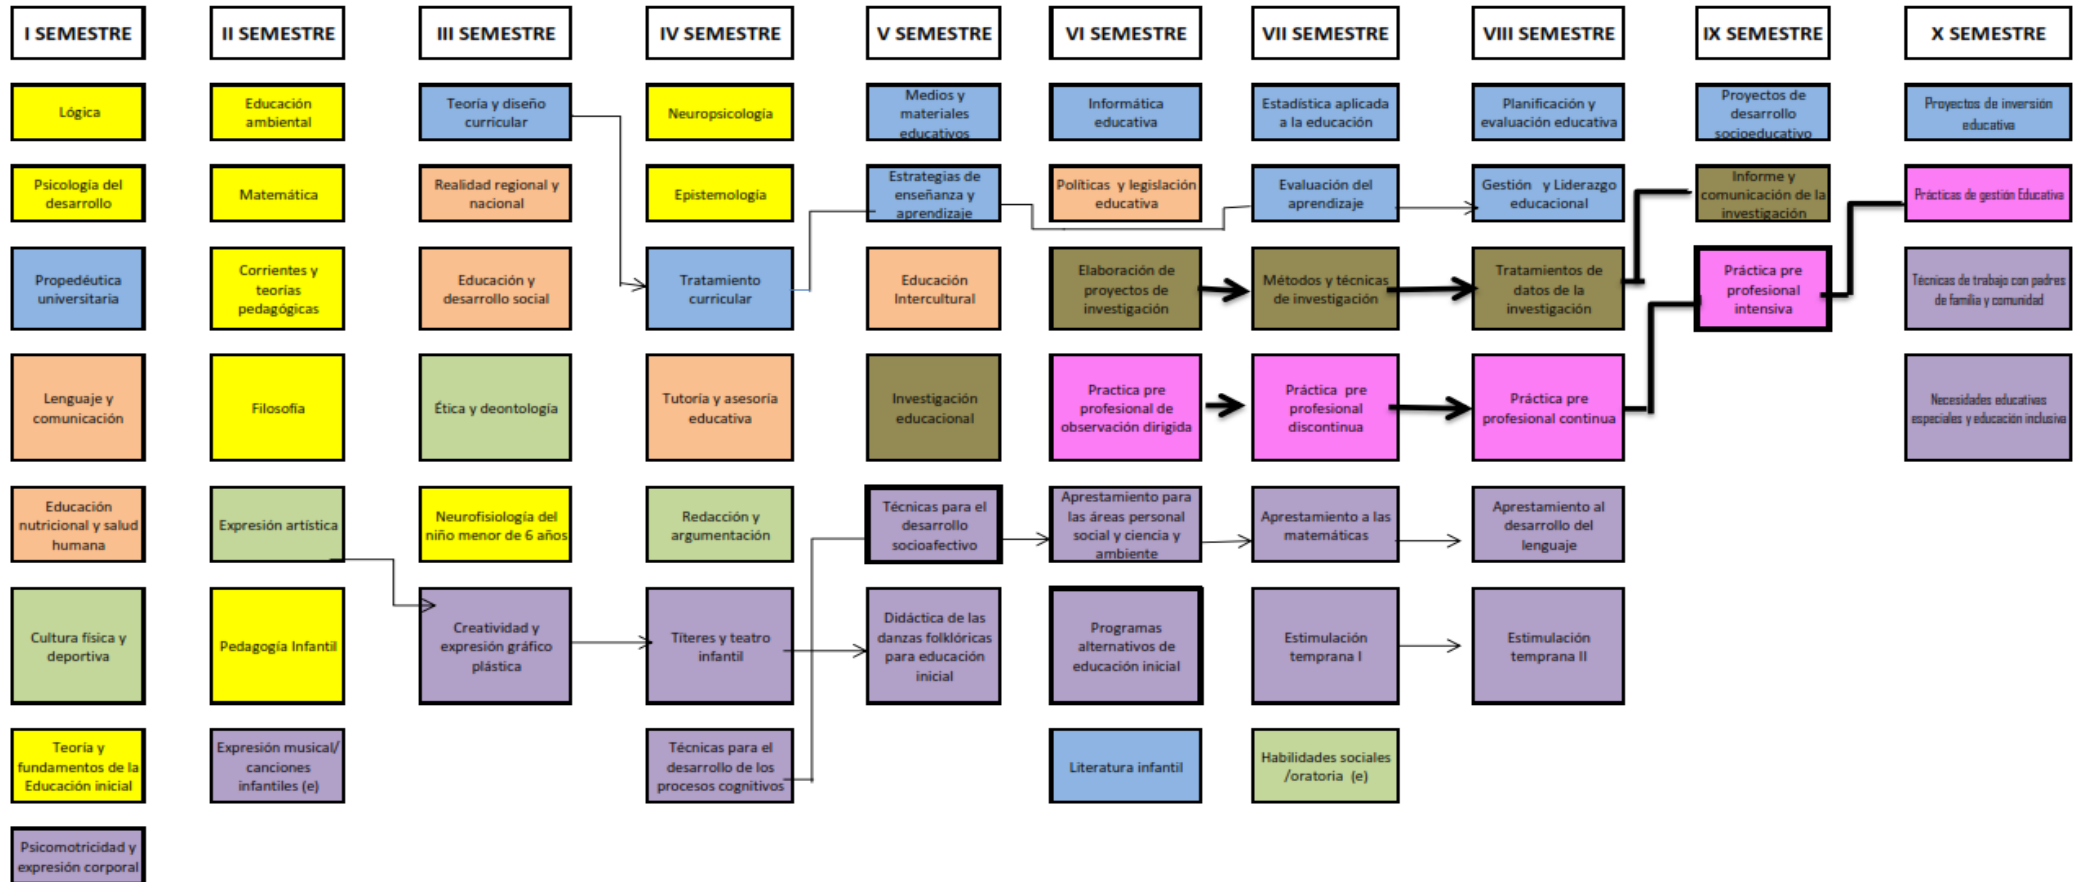 I SEMESTRE
II SEMESTRE
III SEMESTRE
IV SEMESTRE
V SEMESTRE
VI SEMESTRE
VII SEMESTRE
VIII SEMESTRE
IX SEMESTRE
X SEMESTRE
Lógica
Educación
ambiental
Teoría y diseño
curricular
Neuropsicología
Medios y
materiales
educativos
Informática
educativa
Estadística aplicada
a la educación
Planificación y
evaluación educativa
Proyectos de
desarrollo
socioeducativo
Proyectos de inversión
educativa
Psicología del
desarrollo
Matemática
Realidad regional y
nacional
Epistemología
Estrategias de
enseñanza y
aprendizaje
Políticas y legislación
educativa
Evaluación del
aprendizaje
Gestión y Liderazgo
educacional
Informe y
comunicación de la
investigación
Prácticas de gestión Educativa
Propedéutica
universitaria
Corrientes y
teorías
pedagógicas
Educación y
desarrollo social
Tratamiento
curricular
Educación
Intercultural
Elaboración de
proyectos de
investigación
Métodos y técnicas
de investigación
Tratamientos de
datos de la
investigación
Práctica pre
profesional
intensiva
Técnicas de trabajo con padres
de familia y comunidad
Lenguaje y
comunicación
Filosofía
Ética y deontología
Tutoría y asesoría
educativa
Investigación
educacional
Practica pre
profesional de
observación dirigida
Práctica pre
profesional
discontinua
Práctica pre
profesional continua
Necesidades educativas
especiales y educación inclusiva
Educación
nutricional y salud
humana
Expresión artística
Neurofisiología del
niño menor de 6 años
Redacción y
argumentación
Técnicas para el
desarrollo
socioafectivo
Aprestamiento para
las áreas personal
social y ciencia y
ambiente
Aprestamiento a las
matemáticas
Aprestamiento al
desarrollo del
lenguaje
Cultura física y
deportiva
Pedagogía Infantil
Creatividad y
expresión gráfico
plástica
Títeres y teatro
infantil
Didáctica de las
danzas folklóricas
para educación
inicial
Programas
alternativos de
educación inicial
Estimulación
temprana I
Estimulación
temprana II
Teoría y
fundamentos de la
Educación inicial
Expresión musical/
canciones
infantiles (e)
Técnicas para el
desarrollo de los
procesos cognitivos
Literatura infantil
Habilidades sociales
/oratoria (e)
Psicomotricidad y
expresión corporal